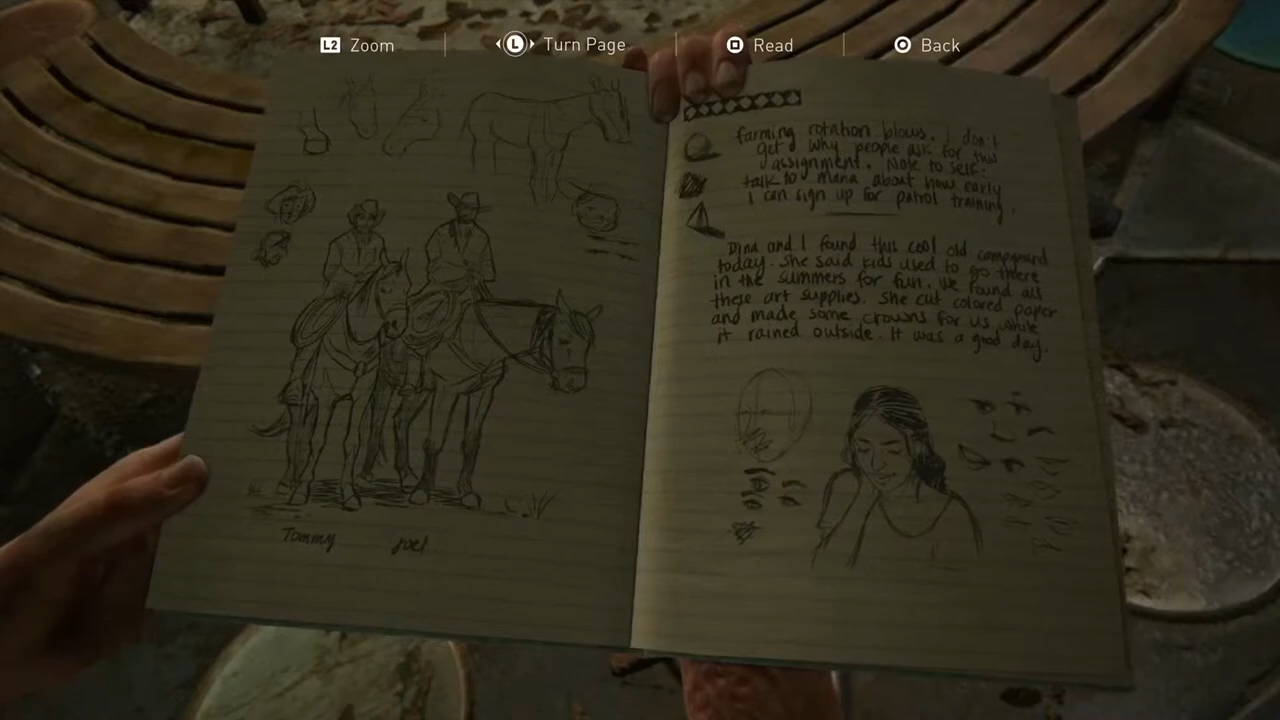 L2 Zoom
L Turn Page
Read
Back
farming rotation blows. I don't
get why people ask for this
assignment. Note to self:
talk to Maria about how early
I can sign up for patrol training.
Dina and I found this cool old campground
today. She said kids used to go there
in the summers for fun. We found all
these art supplies. She cut colored paper
and made some crowns for us while
it rained outside. It was a good day.
Tommy
Joel